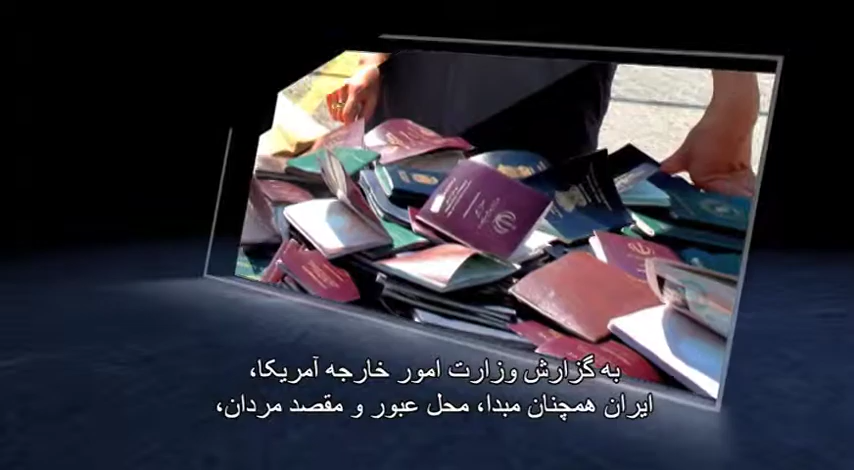 به گزارش وزارت امور خارجه آمریکا،
ایران همچنان مبدا، محل عبور و مقصد مردان،